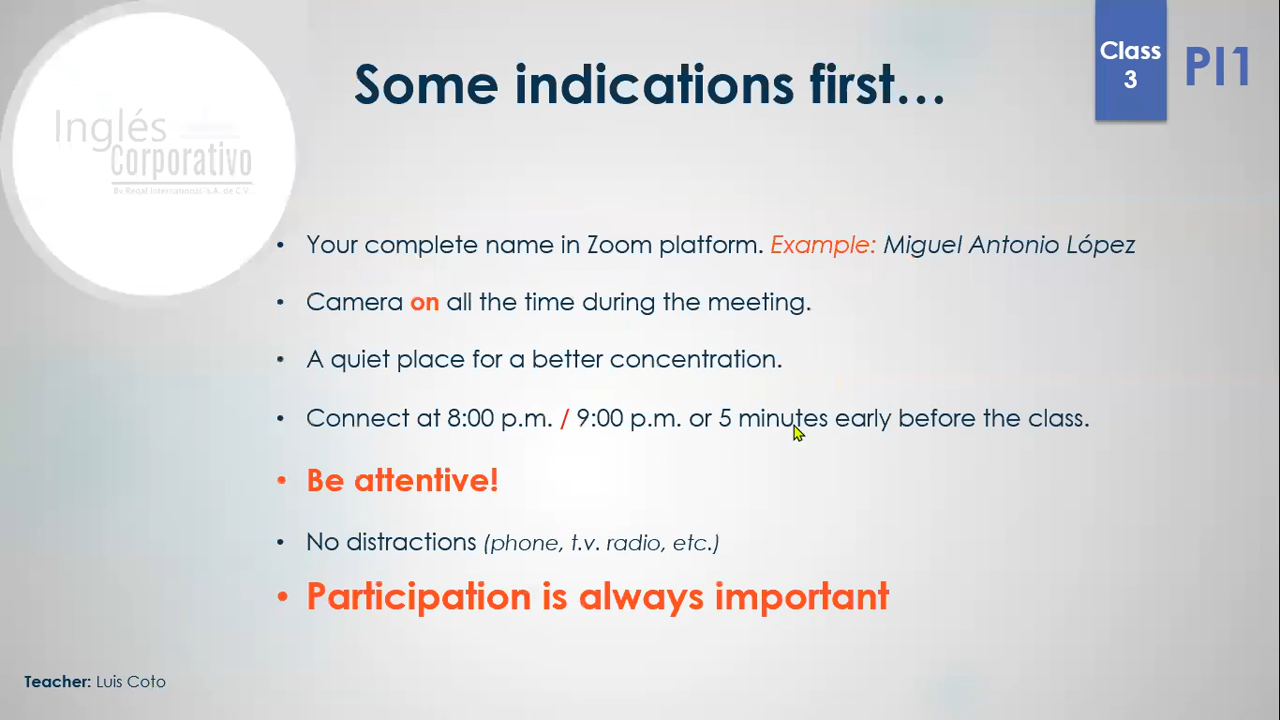 Some indications first...
Class
3
PI1
Inglés
Corporativo
• Your complete name in Zoom platform. Example: Miguel Antonio López
• Camera on all the time during the meeting.
• A quiet place for a better concentration.
• Connect at 8:00 p.m. / 9:00 p.m. or 5 minutes early before the class.
• Be attentive!
• No distractions (phone, t.v. radio, etc.)
• Participation is always important
Teacher: Luis Coto